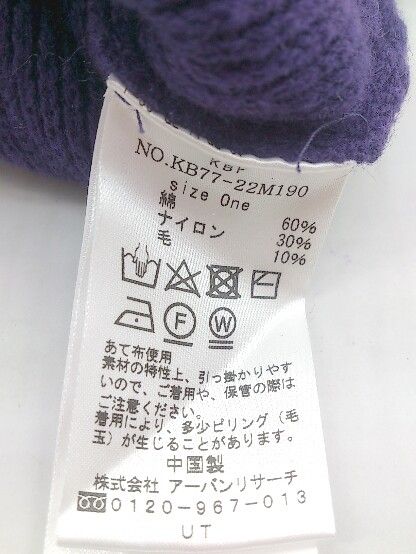 KBF
NO.KB77-22M190
size One
綿 60%
ナイロン 30%
毛 10%
F W
あて布使用
素材の特性上、引っ掛かりやす
いので、ご着用や、保管の際は
ご注意ください。
着用により、多少ピリング(毛
玉)が生じることがあります。
中国製
株式会社 アーバンリサーチ
0120-967-013
UT